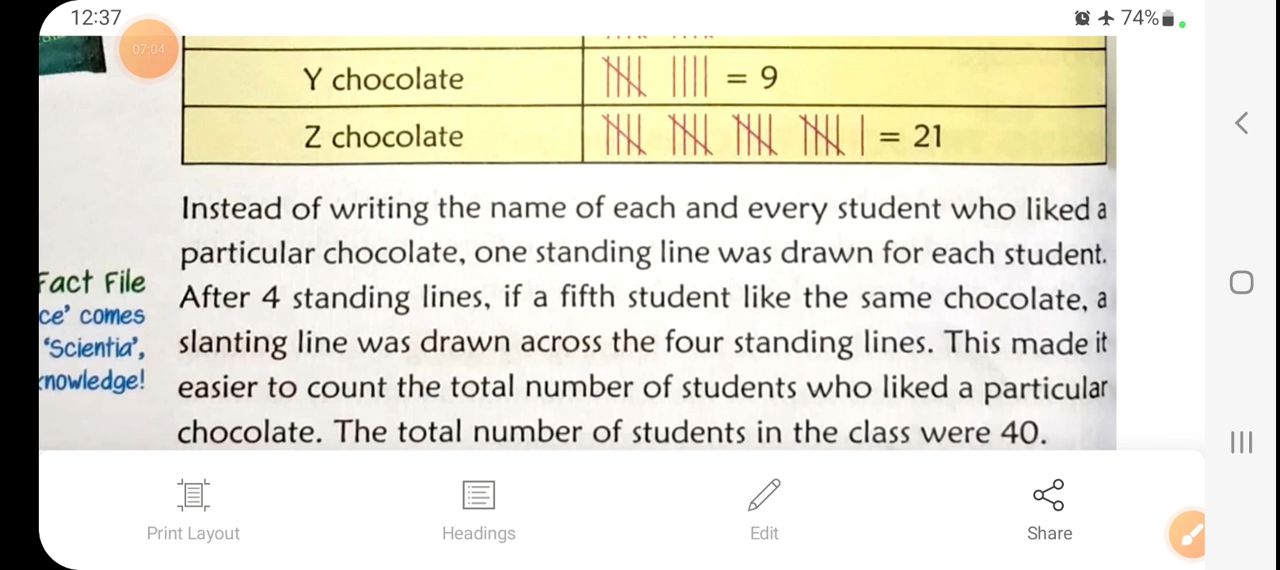 12:37
74%
07:04
Y chocolate = 9
Z chocolate = 21
Instead of writing the name of each and every student who liked a
particular chocolate, one standing line was drawn for each student.
After 4 standing lines, if a fifth student like the same chocolate, a
slanting line was drawn across the four standing lines. This made it
easier to count the total number of students who liked a particular
chocolate. The total number of students in the class were 40.
Fact File
ce' comes
'Scientia',
knowledge!
Print Layout
Headings
Edit
Share